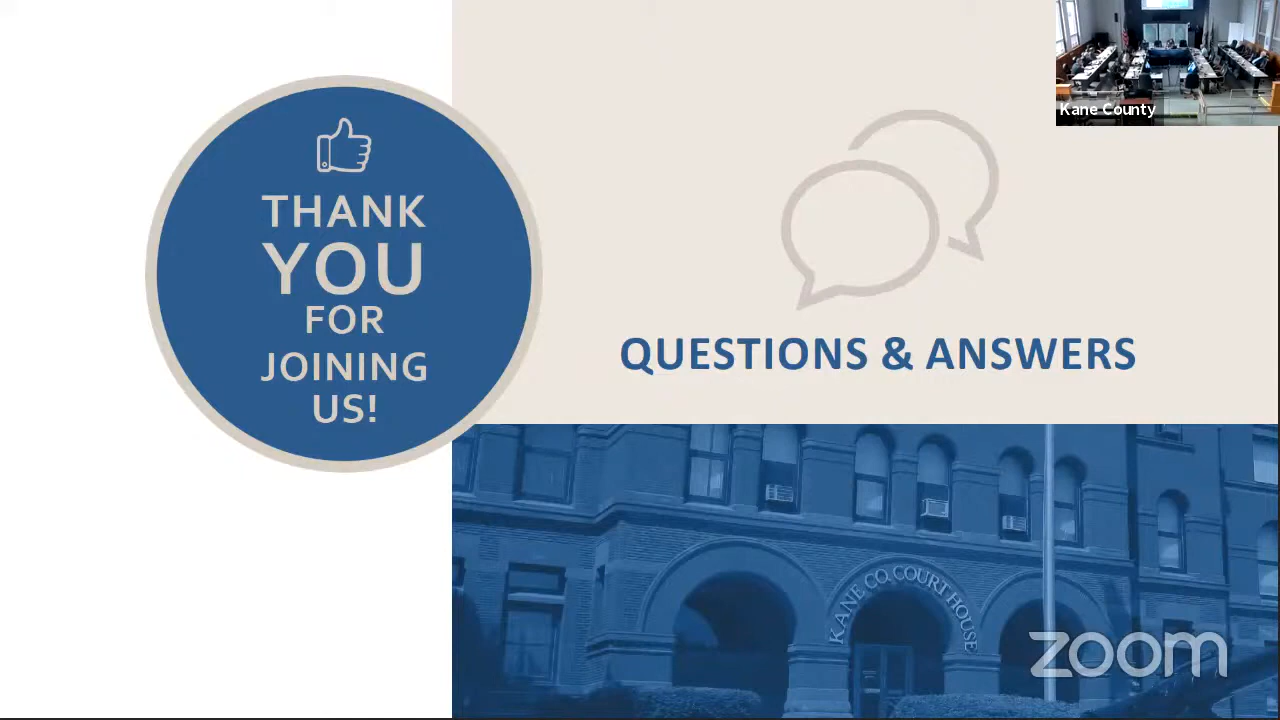 THANK
YOU
FOR
JOINING
US!
Kane County
QUESTIONS & ANSWERS
KANE CO. COURT HOUSE
zoom